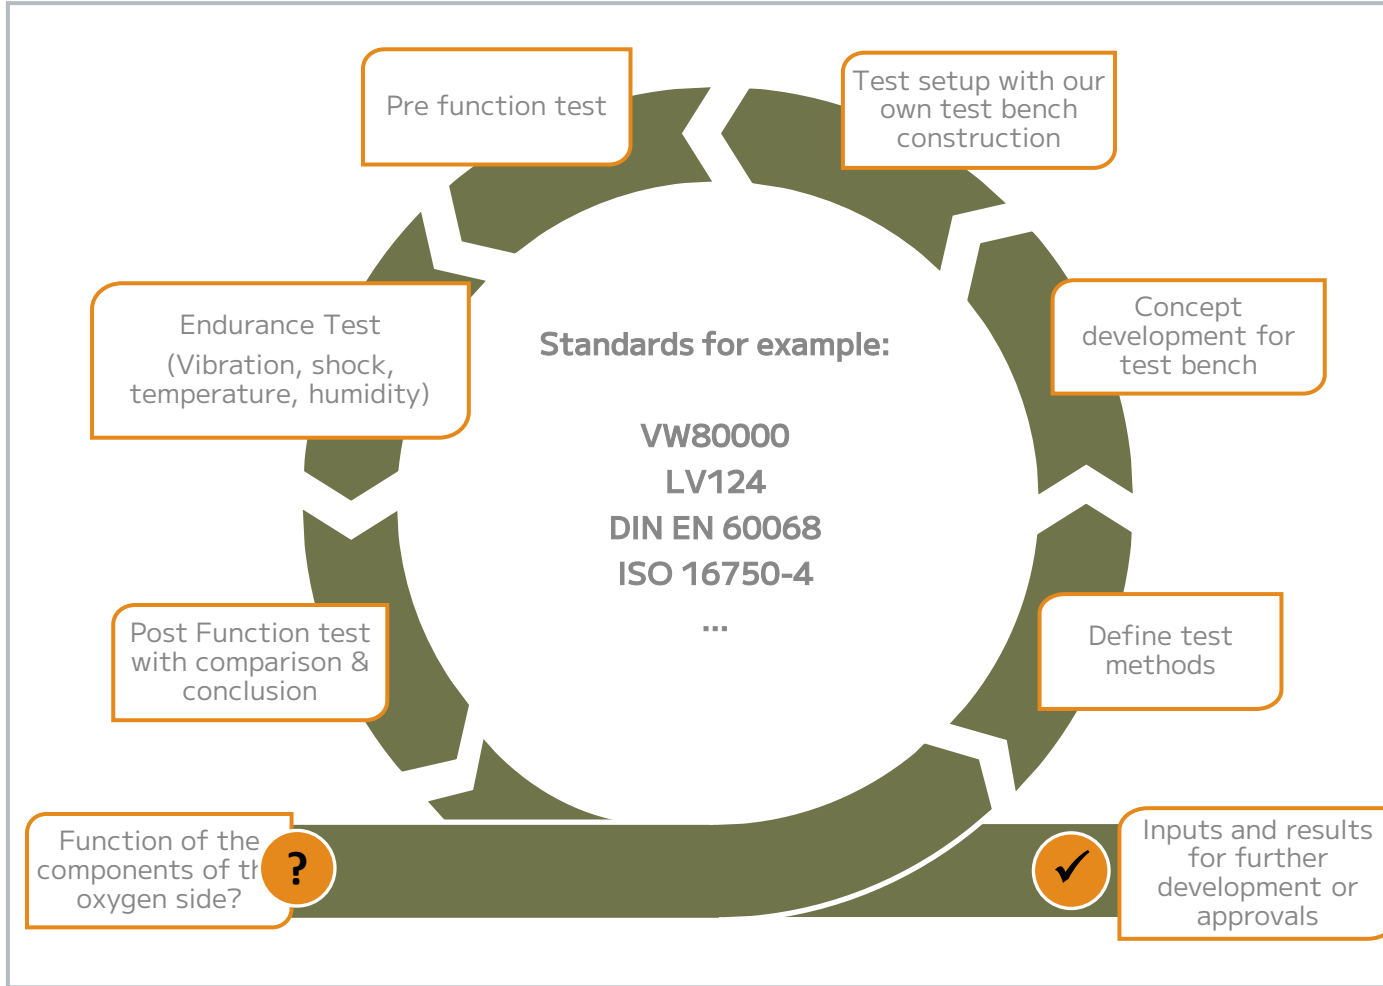 Pre function test
Test setup with our
own test bench
construction
Endurance Test
(Vibration, shock,
temperature, humidity)
Concept
development for
test bench
Standards for example:
VW80000
LV124
DIN EN 60068
ISO 16750-4
...
Post Function test
with comparison &
conclusion
Define test
methods
Function of the
components of the
oxygen side?
?
Inputs and results
for further
development or
approvals